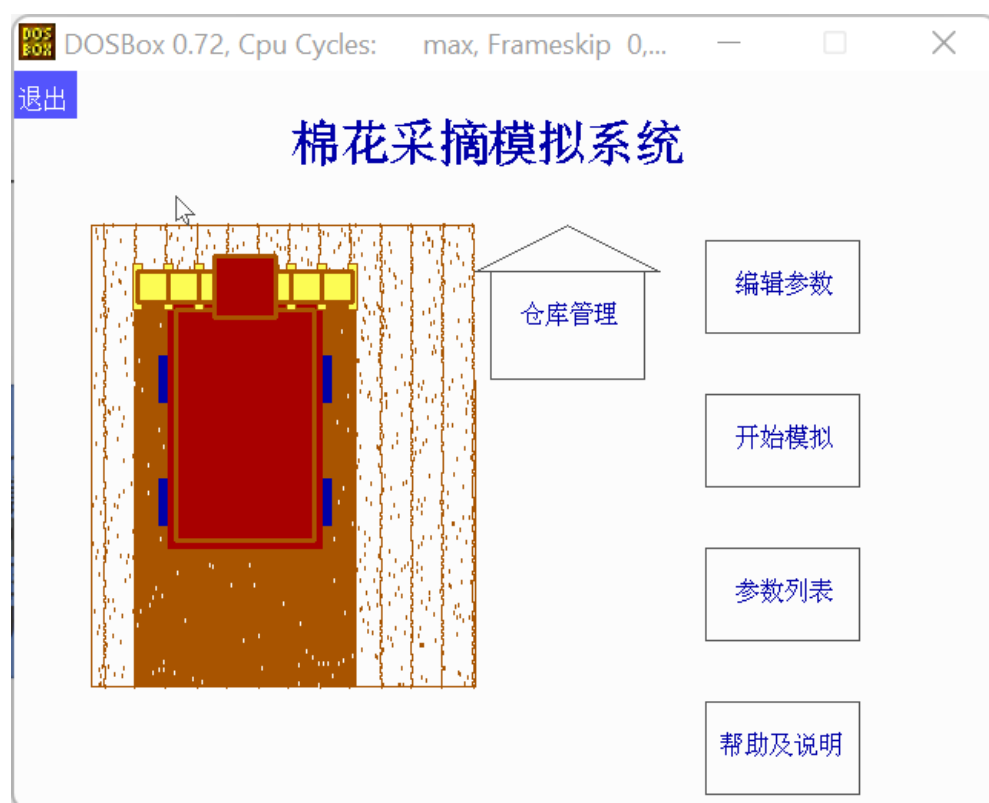 DOS
BOX
DOSBox 0.72, Cpu Cycles: max, Frameskip 0,...
退出
棉花采摘模拟系统
仓库管理
编辑参数
开始模拟
参数列表
帮助及说明